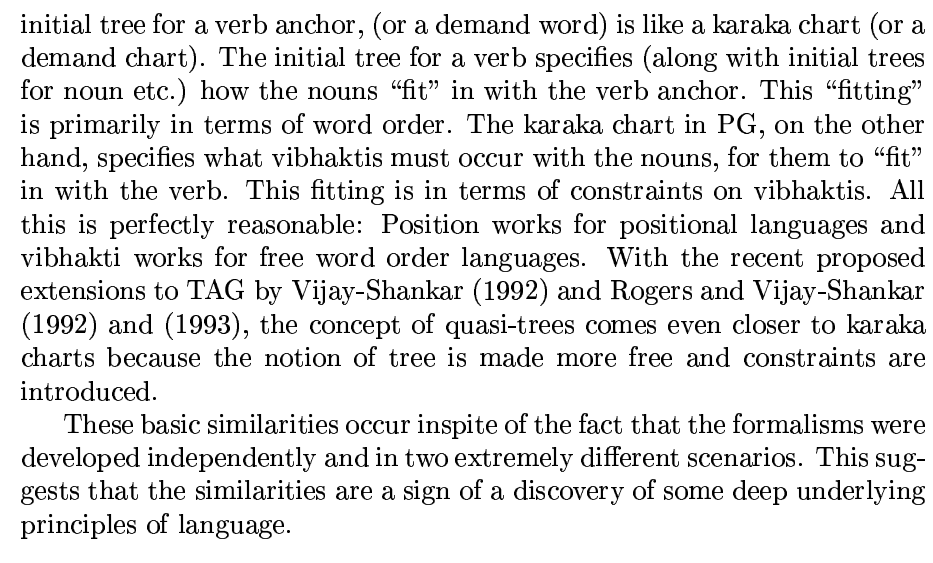 initial tree for a verb anchor, (or a demand word) is like a karaka chart (or a
demand chart). The initial tree for a verb specifies (along with initial trees
for noun etc.) how the nouns “fit” in with the verb anchor. This “fitting”
is primarily in terms of word order. The karaka chart in PG, on the other
hand, specifies what vibhaktis must occur with the nouns, for them to “fit”
in with the verb. This fitting is in terms of constraints on vibhaktis. All
this is perfectly reasonable: Position works for positional languages and
vibhakti works for free word order languages. With the recent proposed
extensions to TAG by Vijay-Shankar (1992) and Rogers and Vijay-Shankar
(1992) and (1993), the concept of quasi-trees comes even closer to karaka
charts because the notion of tree is made more free and constraints are
introduced.
These basic similarities occur inspite of the fact that the formalisms were
developed independently and in two extremely different scenarios. This sug-
gests that the similarities are a sign of a discovery of some deep underlying
principles of language.